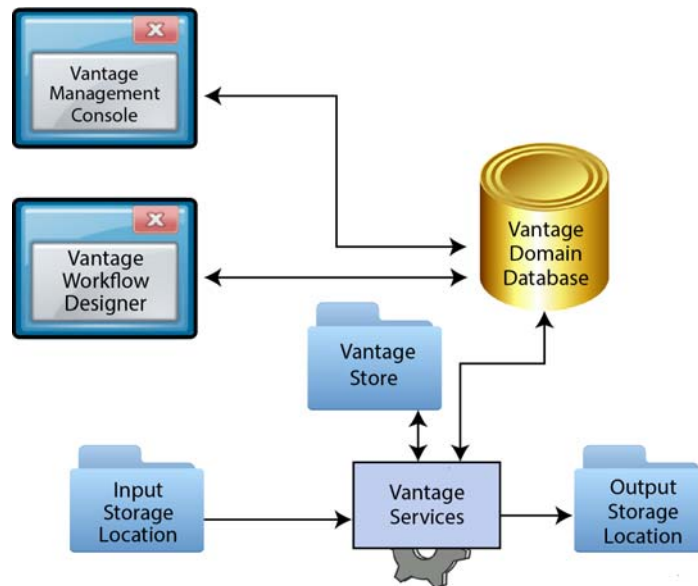 Vantage
Management
Console
Vantage
Workflow
Designer
Vantage
Domain
Database
Vantage
Store
Input
Storage
Location
Vantage
Services
Output
Storage
Location